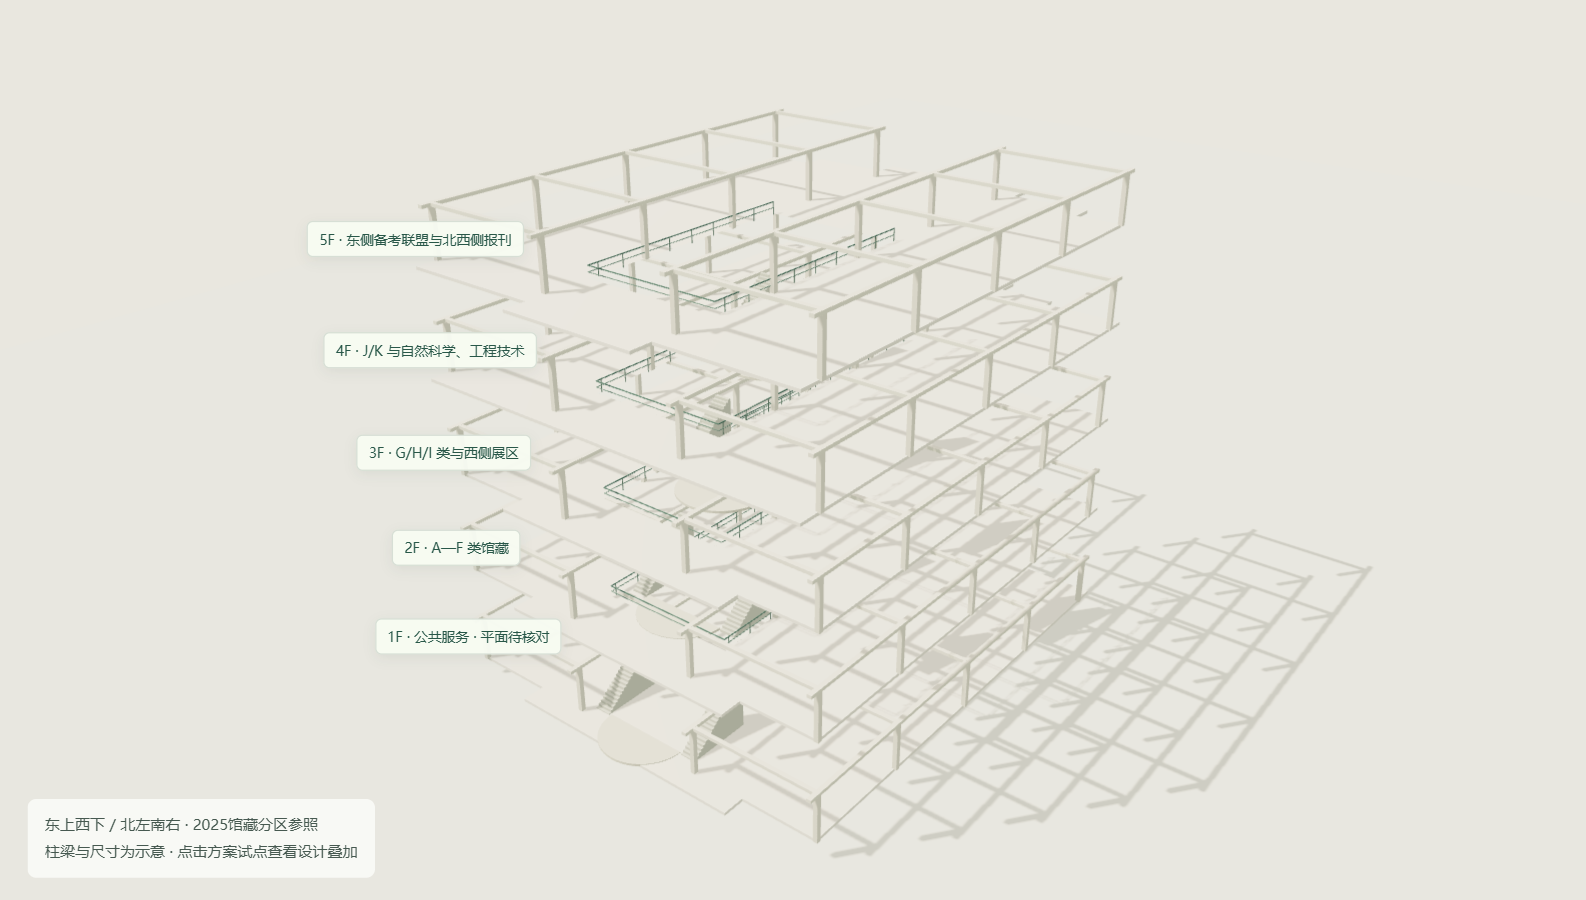 5F · 东侧备考联盟与北西侧报刊
4F · J/K 与自然科学、工程技术
3F · G/H/I 类与西侧展区
2F · A—F 类馆藏
1F · 公共服务 · 平面待核对
东上西下 / 北左南右 · 2025馆藏分区参照
柱梁与尺寸为示意 · 点击方案试点查看设计叠加